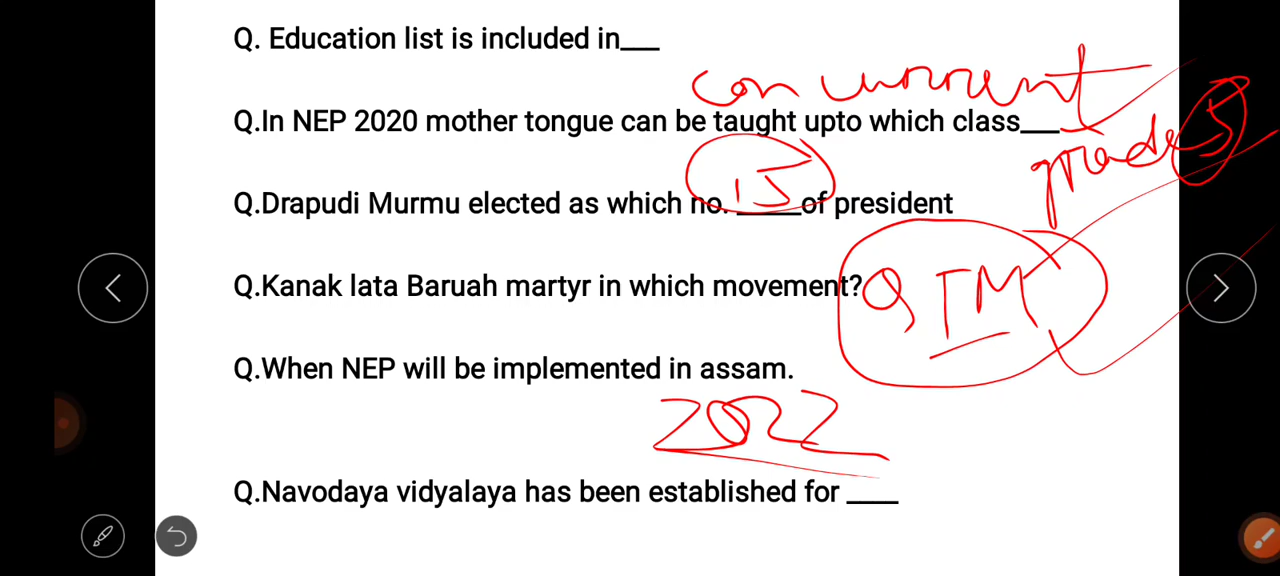 Q. Education list is included in___
concurrent
Q.In NEP 2020 mother tongue can be taught upto which class___
grade 5
15
Q.Drapudi Murmu elected as which no. _____of president
Q.Kanak lata Baruah martyr in which movement?
QIM
Q.When NEP will be implemented in assam.
2022
Q.Navodaya vidyalaya has been established for ____